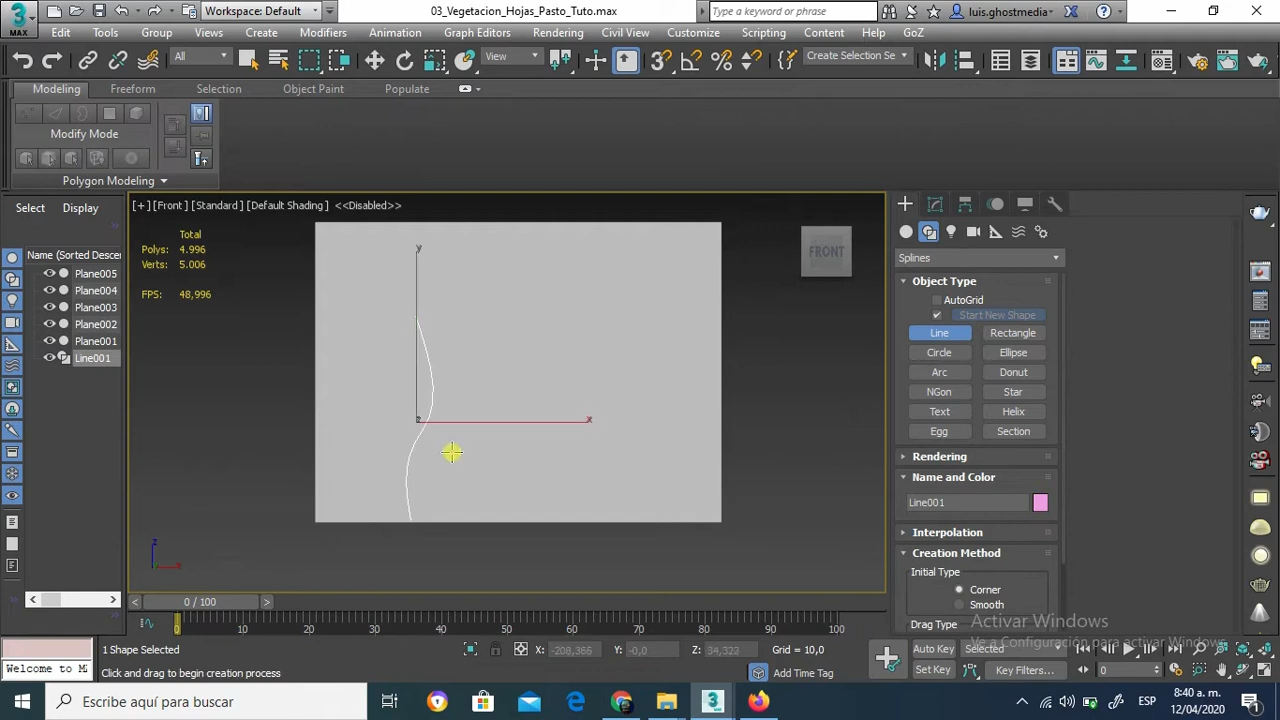 3
MAX
Workspace: Default
03_Vegetacion_Hojas_Pasto_Tuto.max
Type a keyword or phrase
luis.ghostmedia
File
Edit
Tools
Group
Views
Create
Modifiers
Animation
Graph Editors
Rendering
Civil View
Customize
Scripting
Content
Help
GoZ
All
View
Create Selection Se
Modeling
Freeform
Selection
Object Paint
Populate
Modify Mode
Polygon Modeling
Select
Display
Name (Sorted Descer
Plane005
Plane004
Plane003
Plane002
Plane001
Line001
[+] [Front] [Standard] [Default Shading] <<Disabled>>
Total
Polys: 4.996
Verts: 5.006
FPS: 48,996
FRONT
y
z
x
z
x
Splines
Object Type
AutoGrid
Start New Shape
Line
Rectangle
Circle
Ellipse
Arc
Donut
NGon
Star
Text
Helix
Egg
Section
Rendering
Name and Color
Line001
Interpolation
Creation Method
Initial Type
Corner
Smooth
Drag Type
Activar Windows
Ve a Configuración para activar Windows.
0 / 100
0 10 20 30 40 50 60 70 80 90 100
Welcome to M
1 Shape Selected
Click and drag to begin creation process
X: -208,366
Y: -0,0
Z: 34,322
Grid = 10,0
Add Time Tag
Auto Key
Selected
Set Key
Key Filters...
0
Escribe aquí para buscar
ESP
8:40 a. m.
12/04/2020